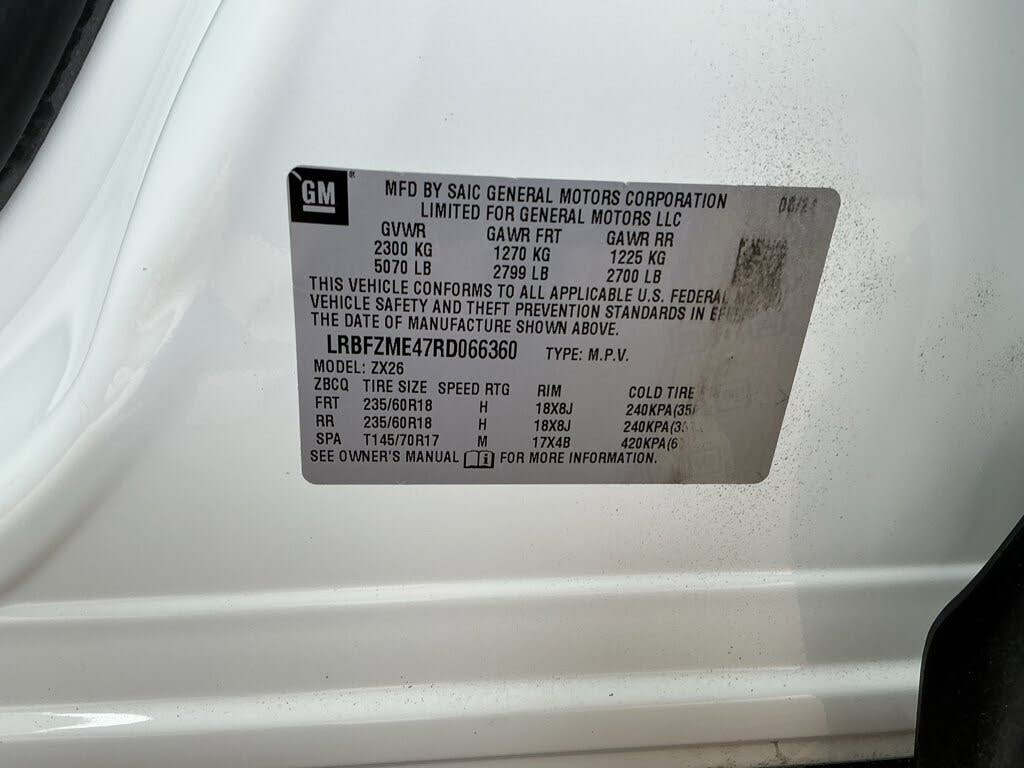 GM
MFD BY SAIC GENERAL MOTORS CORPORATION
LIMITED FOR GENERAL MOTORS LLC
GVWR GAWR FRT GAWR RR
2300 KG 1270 KG 1225 KG
5070 LB 2799 LB 2700 LB
THIS VEHICLE CONFORMS TO ALL APPLICABLE U.S. FEDERAL
VEHICLE SAFETY AND THEFT PREVENTION STANDARDS IN
THE DATE OF MANUFACTURE SHOWN ABOVE.
LRBFZME47RD066360 TYPE: M.P.V.
MODEL: ZX26
ZBCQ TIRE SIZE SPEED RTG RIM COLD TIRE
FRT 235/60R18 H 18X8J 240KPA(35
RR 235/60R18 H 18X8J 240KPA(35
SPA T145/70R17 M 17X4B 420KPA(6
SEE OWNER'S MANUAL FOR MORE INFORMATION.